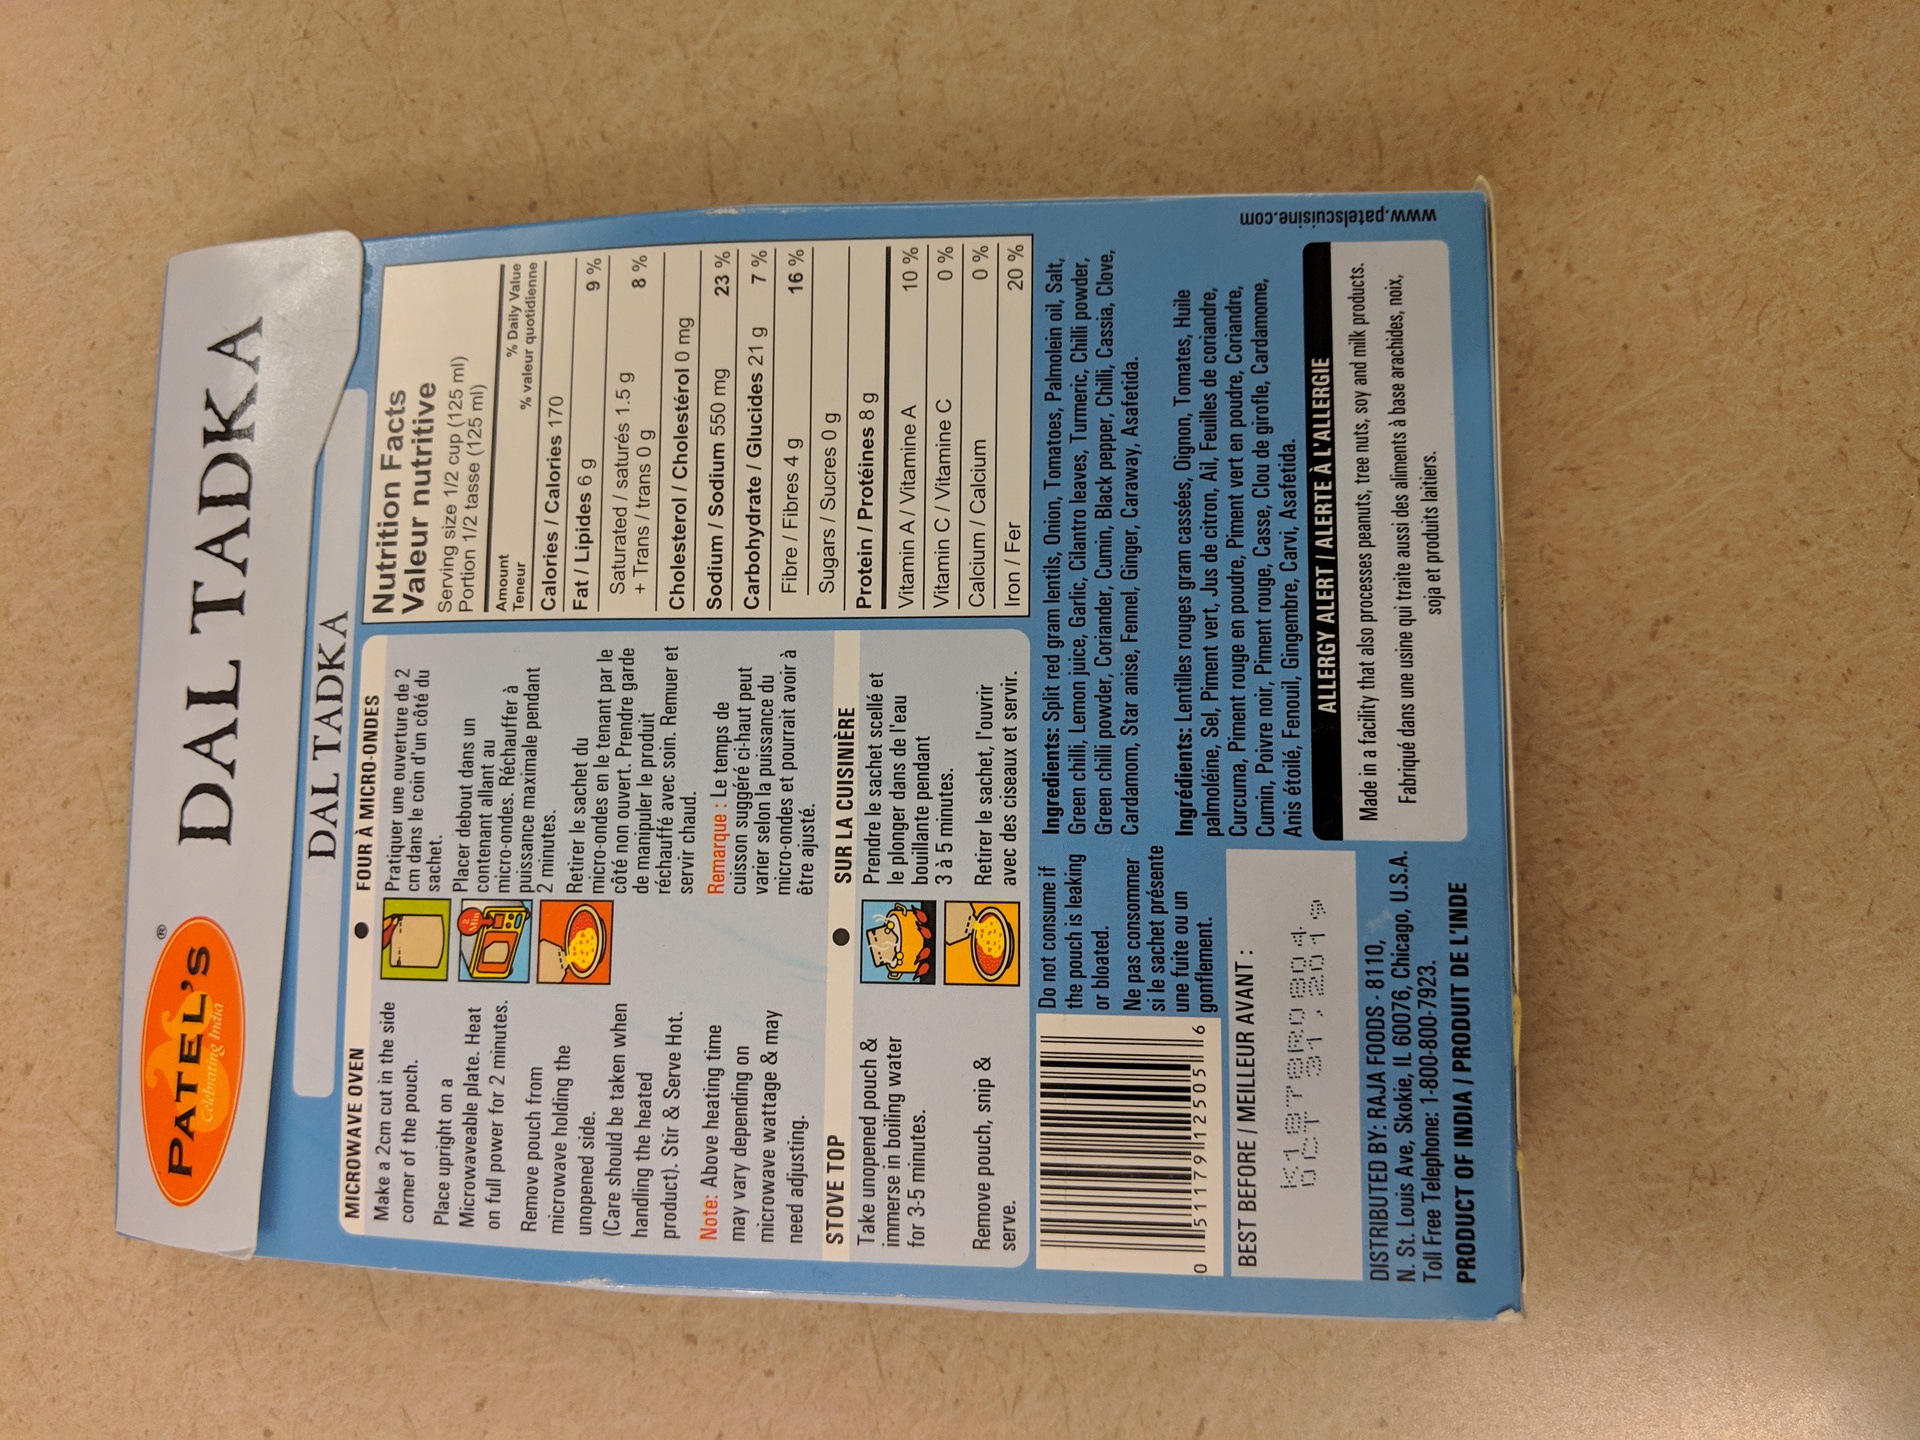 PATEL'S ®
Celebrating India
DAL TADKA
DAL TADKA
MICROWAVE OVEN
Make a 2cm cut in the side
corner of the pouch.
Place upright on a
Microwaveable plate. Heat
on full power for 2 minutes.
Remove pouch from
microwave holding the
unopened side.
(Care should be taken when
handling the heated
product). Stir & Serve Hot.
Note: Above heating time
may vary depending on
microwave wattage & may
need adjusting.
2
Min
FOUR À MICRO-ONDES
Pratiquer une ouverture de 2
cm dans le coin d'un côté du
sachet.
Placer debout dans un
contenant allant au
micro-ondes. Réchauffer à
puissance maximale pendant
2 minutes.
Retirer le sachet du
micro-ondes en le tenant par le
côté non ouvert. Prendre garde
de manipuler le produit
réchauffé avec soin. Remuer et
servir chaud.
Remarque : Le temps de
cuisson suggéré ci-haut peut
varier selon la puissance du
micro-ondes et pourrait avoir à
être ajusté.
STOVE TOP
Take unopened pouch &
immerse in boiling water
for 3-5 minutes.
Remove pouch, snip &
serve.
SUR LA CUISINIÈRE
Prendre le sachet scellé et
le plonger dans de l'eau
bouillante pendant
3 à 5 minutes.
Retirer le sachet, l'ouvrir
avec des ciseaux et servir.
Nutrition Facts
Valeur nutritive
Serving size 1/2 cup (125 ml)
Portion 1/2 tasse (125 ml)
Amount % Daily Value
Teneur % valeur quotidienne
Calories / Calories 170
Fat / Lipides 6 g 9 %
Saturated / saturés 1.5 g
+ Trans / trans 0 g 8 %
Cholesterol / Cholestérol 0 mg
Sodium / Sodium 550 mg 23 %
Carbohydrate / Glucides 21 g 7 %
Fibre / Fibres 4 g 16 %
Sugars / Sucres 0 g
Protein / Protéines 8 g
Vitamin A / Vitamine A 10 %
Vitamin C / Vitamine C 0 %
Calcium / Calcium 0 %
Iron / Fer 20 %
0 51179 12505 6
Do not consume if
the pouch is leaking
or bloated.
Ne pas consommer
si le sachet présente
une fuite ou un
gonflement.
BEST BEFORE / MEILLEUR AVANT :
K1878R0804
OCT 31, 2019
DISTRIBUTED BY: RAJA FOODS - 8110,
N. St. Louis Ave, Skokie, IL 60076, Chicago, U.S.A.
Toll Free Telephone: 1-800-800-7923.
PRODUCT OF INDIA / PRODUIT DE L'INDE
Ingredients: Split red gram lentils, Onion, Tomatoes, Palmolein oil, Salt,
Green chilli, Lemon juice, Garlic, Cilantro leaves, Turmeric, Chilli powder,
Green chilli powder, Coriander, Cumin, Black pepper, Chilli, Cassia, Clove,
Cardamom, Star anise, Fennel, Ginger, Caraway, Asafetida.
Ingrédients: Lentilles rouges gram cassées, Oignon, Tomates, Huile
palmoléine, Sel, Piment vert, Jus de citron, Ail, Feuilles de coriandre,
Curcuma, Piment rouge en poudre, Piment vert en poudre, Coriandre,
Cumin, Poivre noir, Piment rouge, Casse, Clou de girofle, Cardamome,
Anis étoilé, Fenouil, Gingembre, Carvi, Asafetida.
ALLERGY ALERT / ALERTE À L'ALLERGIE
Made in a facility that also processes peanuts, tree nuts, soy and milk products.
Fabriqué dans une usine qui traite aussi des aliments à base arachides, noix,
soja et produits laitiers.
www.patelscuisine.com